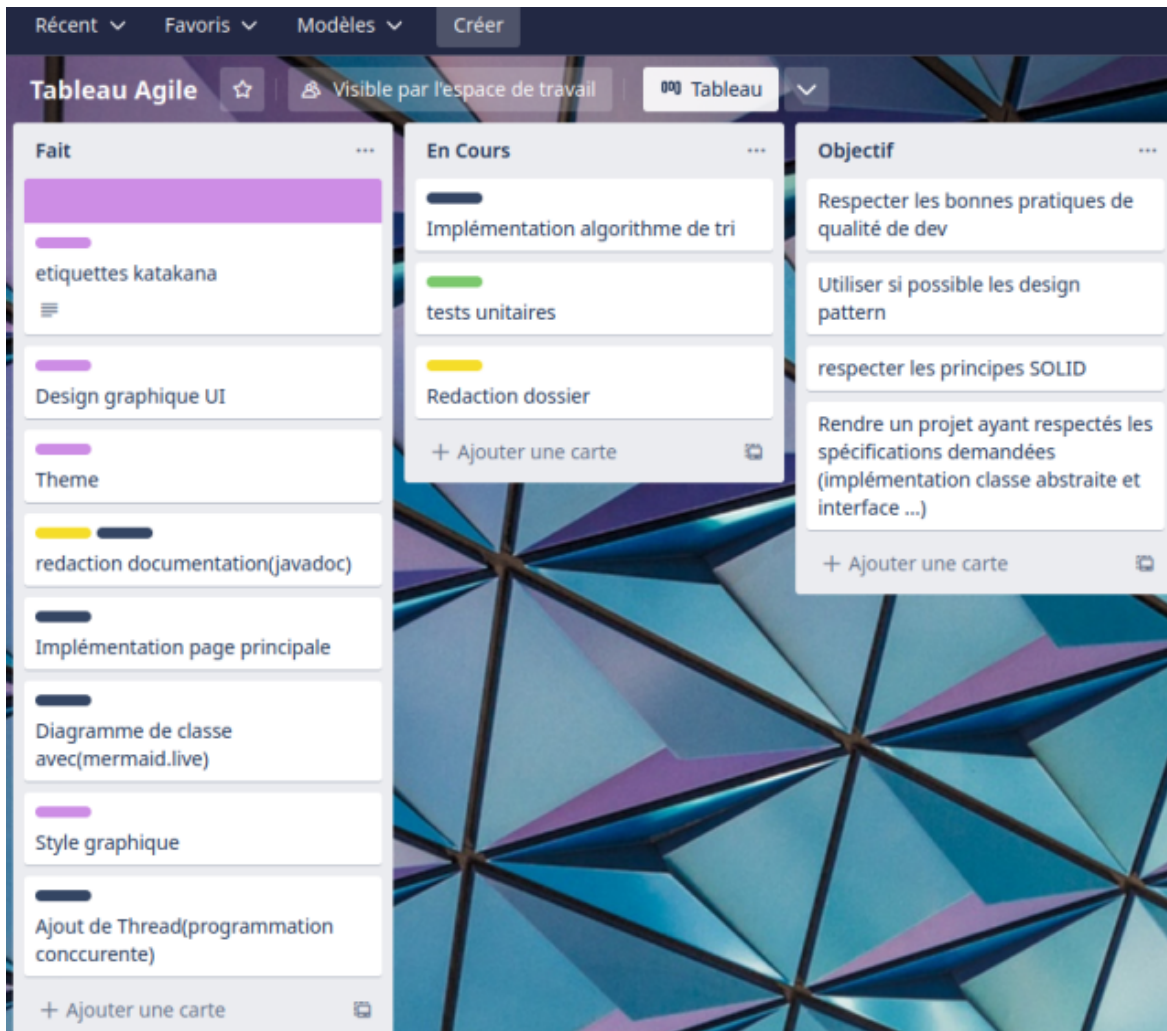 Récent Favoris Modèles Créer
Tableau Agile Visible par l'espace de travail Tableau
Fait
etiquettes katakana
Design graphique UI
Theme
redaction documentation(javadoc)
Implémentation page principale
Diagramme de classe
avec(mermaid.live)
Style graphique
Ajout de Thread(programmation
conccurente)
+ Ajouter une carte
En Cours
Implémentation algorithme de tri
tests unitaires
Redaction dossier
+ Ajouter une carte
Objectif
Respecter les bonnes pratiques de
qualité de dev
Utiliser si possible les design
pattern
respecter les principes SOLID
Rendre un projet ayant respectés les
spécifications demandées
(implémentation classe abstraite et
interface ...)
+ Ajouter une carte